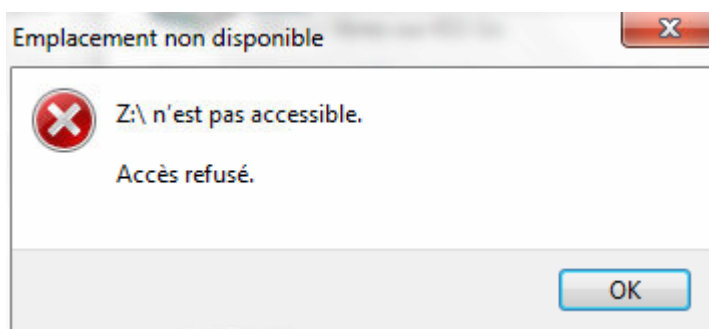 Emplacement non disponible
Z:\ n'est pas accessible.
Accès refusé.
OK